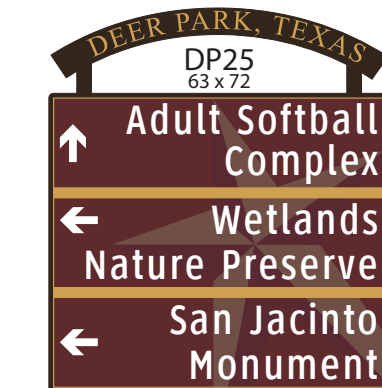 DEER PARK, TEXAS
DP25
63 x 72
Adult Softball
Complex
Wetlands
Nature Preserve
San Jacinto
Monument